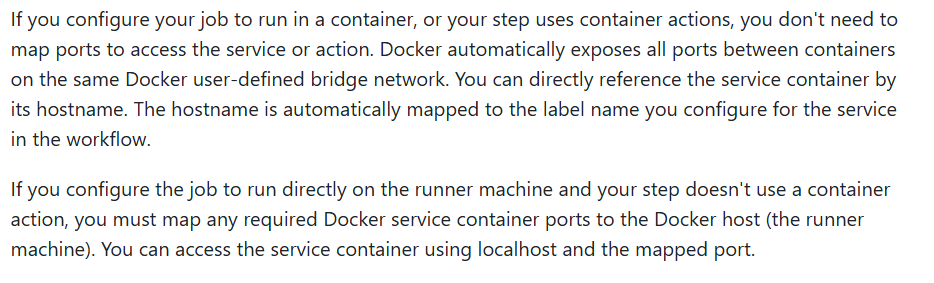 If you configure your job to run in a container, or your step uses container actions, you don't need to
map ports to access the service or action. Docker automatically exposes all ports between containers
on the same Docker user-defined bridge network. You can directly reference the service container by
its hostname. The hostname is automatically mapped to the label name you configure for the service
in the workflow.
If you configure the job to run directly on the runner machine and your step doesn't use a container
action, you must map any required Docker service container ports to the Docker host (the runner
machine). You can access the service container using localhost and the mapped port.